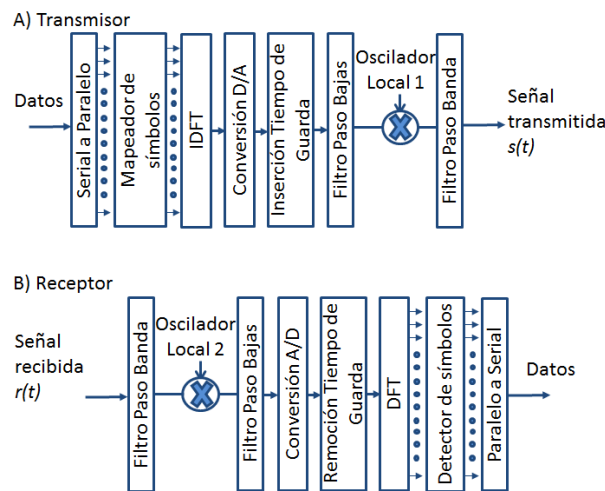 A) Transmisor
Datos
Serial a Paralelo
Mapeador de
símbolos
IDFT
Conversión D/A
Inserción Tiempo de
Guarda
Filtro Paso Bajas
Oscilador
Local 1
Filtro Paso Banda
Señal
transmitida
s(t)
B) Receptor
Señal
recibida
r(t)
Filtro Paso Banda
Oscilador
Local 2
Filtro Paso Bajas
Conversión A/D
Remoción Tiempo de
Guarda
DFT
Detector de símbolos
Paralelo a Serial
Datos